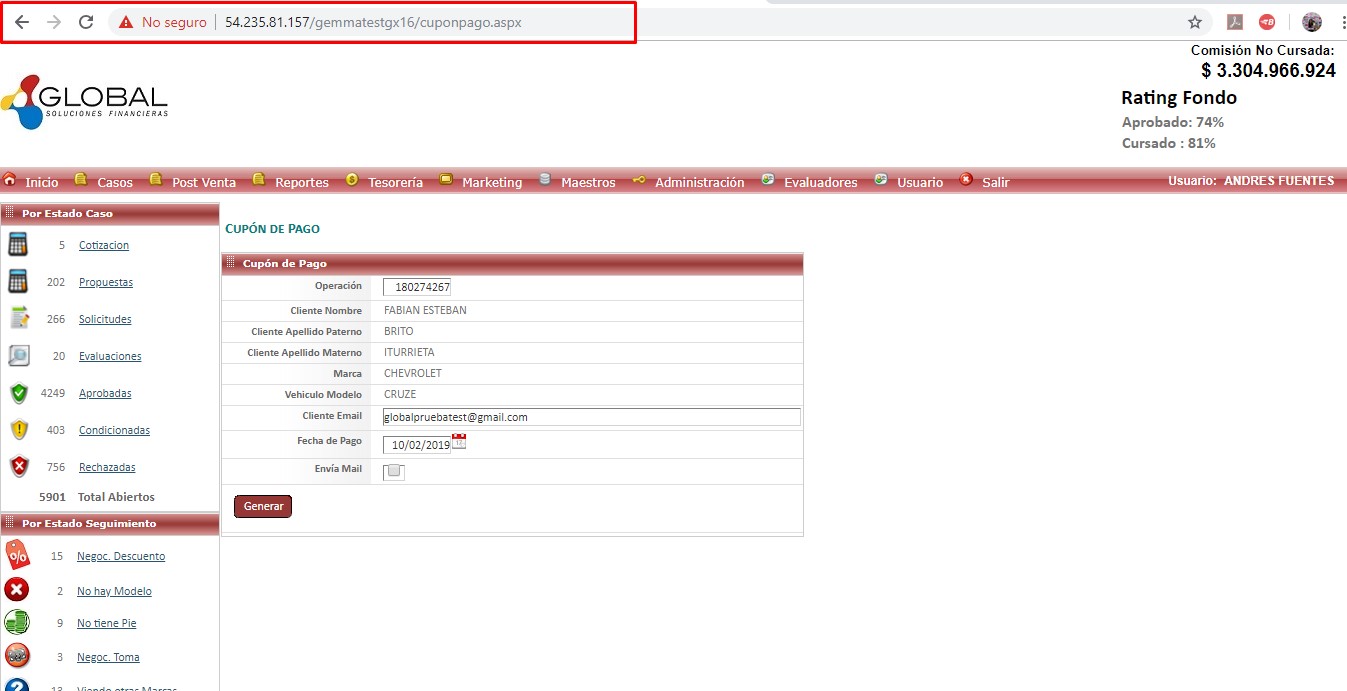 No seguro | 54.235.81.157/gemmatestgx16/cuponpago.aspx
Comisión No Cursada:
$ 3.304.966.924
Rating Fondo
Aprobado: 74%
Cursado : 81%
GLOBAL
SOLUCIONES FINANCIERAS
Inicio Casos Post Venta Reportes Tesorería Marketing Maestros Administración Evaluadores Usuario Salir Usuario: ANDRES FUENTES
Por Estado Caso
5 Cotizacion
202 Propuestas
266 Solicitudes
20 Evaluaciones
4249 Aprobadas
403 Condicionadas
756 Rechazadas
5901 Total Abiertos
Por Estado Seguimiento
15 Negoc. Descuento
2 No hay Modelo
9 No tiene Pie
3 Negoc. Toma
13 Viendo otras Marcas
CUPÓN DE PAGO
Cupón de Pago
Operación 180274267
Cliente Nombre FABIAN ESTEBAN
Cliente Apellido Paterno BRITO
Cliente Apellido Materno ITURRIETA
Marca CHEVROLET
Vehiculo Modelo CRUZE
Cliente Email globalpruebatest@gmail.com
Fecha de Pago 10/02/2019
Envía Mail
Generar